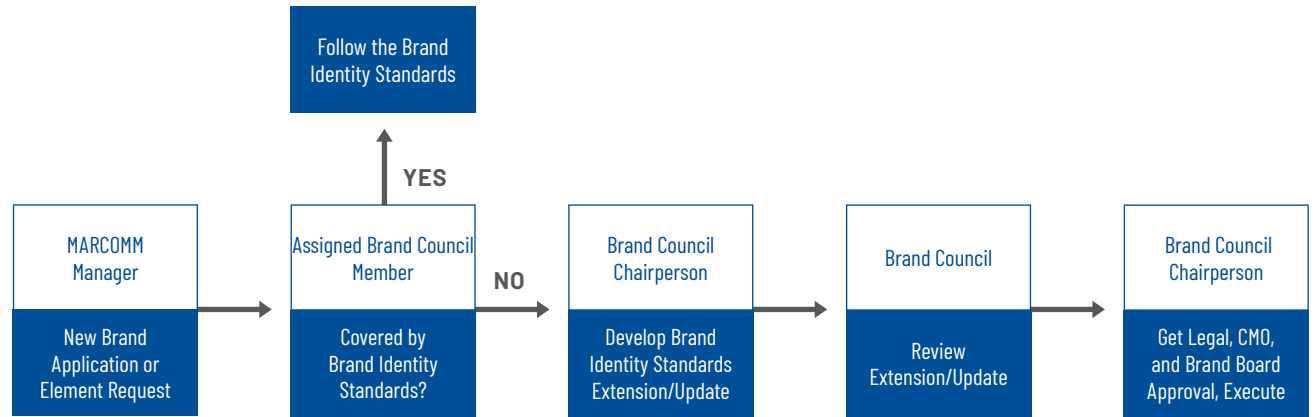 Follow the Brand
Identity Standards
YES
MARCOMM
Manager
New Brand
Application or
Element Request
Assigned Brand Council
Member
Covered by
Brand Identity
Standards?
NO
Brand Council
Chairperson
Develop Brand
Identity Standards
Extension/Update
Brand Council
Review
Extension/Update
Brand Council
Chairperson
Get Legal, CMO,
and Brand Board
Approval, Execute